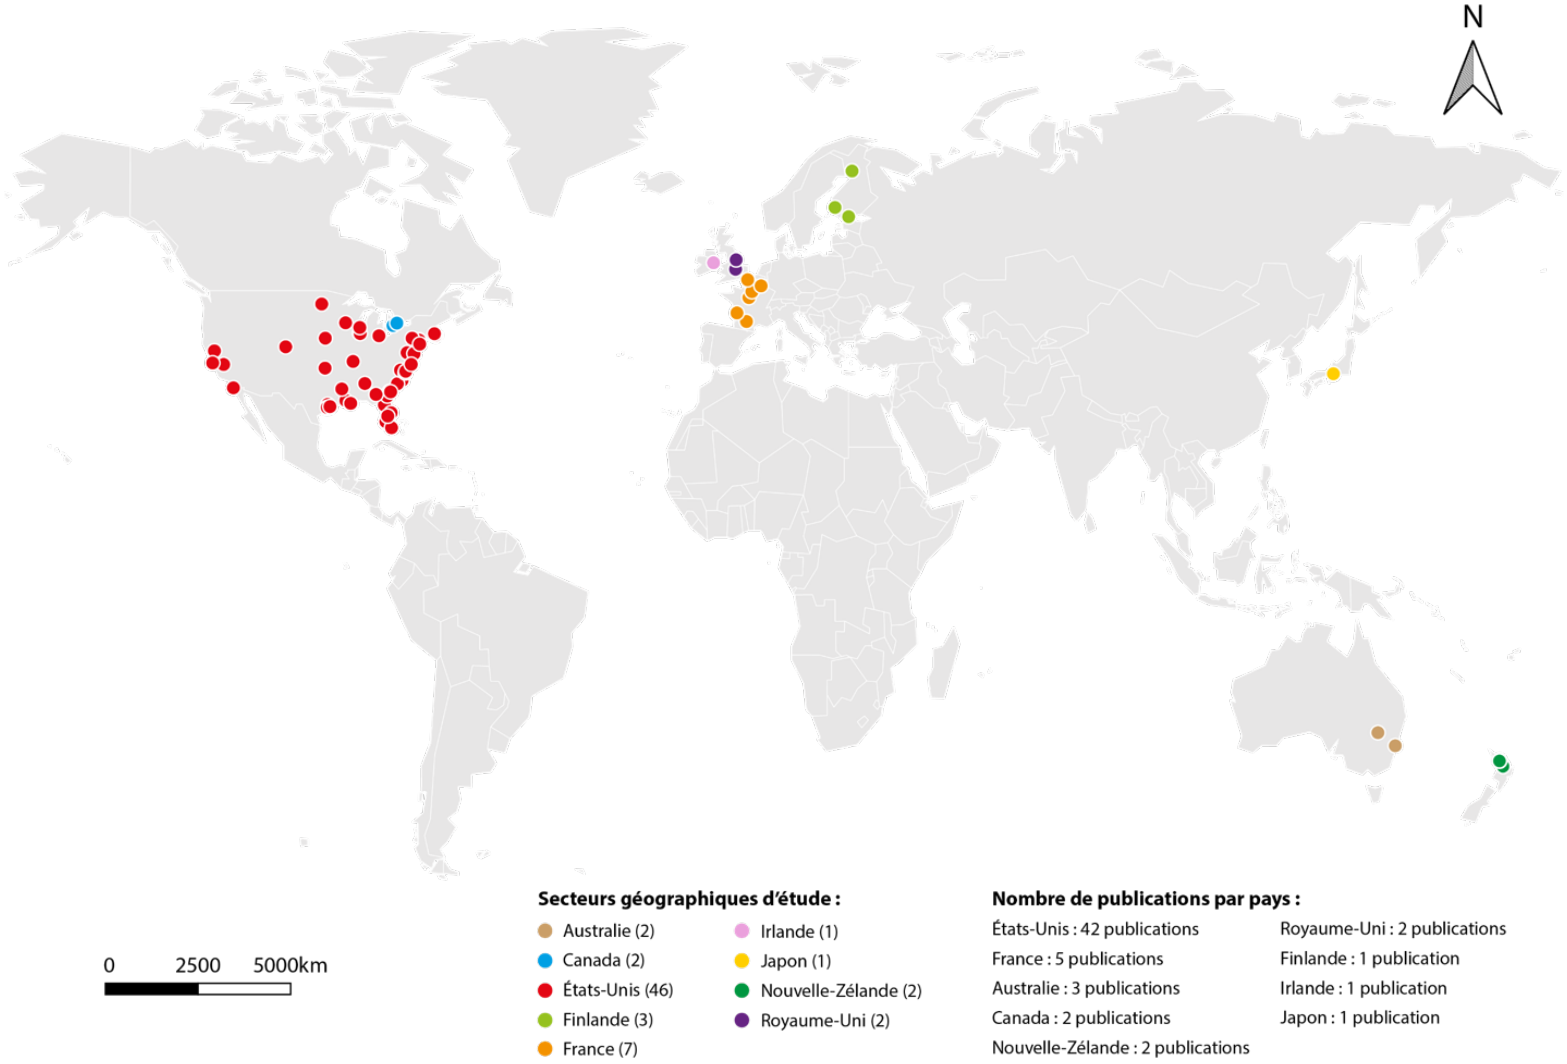 N
0 2500 5000km
Secteurs géographiques d'étude :
Australie (2)
Canada (2)
États-Unis (46)
Finlande (3)
France (7)
Irlande (1)
Japon (1)
Nouvelle-Zélande (2)
Royaume-Uni (2)
Nombre de publications par pays :
États-Unis : 42 publications
France : 5 publications
Australie : 3 publications
Canada : 2 publications
Nouvelle-Zélande : 2 publications
Royaume-Uni : 2 publications
Finlande : 1 publication
Irlande : 1 publication
Japon : 1 publication